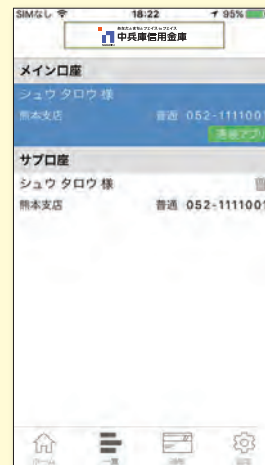 SIMなし 18:22 95%
中兵庫信用金庫
メイン口座
シュウ タロウ 様
熊本支店 普通 052-1111001
サブ口座
シュウ タロウ 様
熊本支店 普通 052-1111001